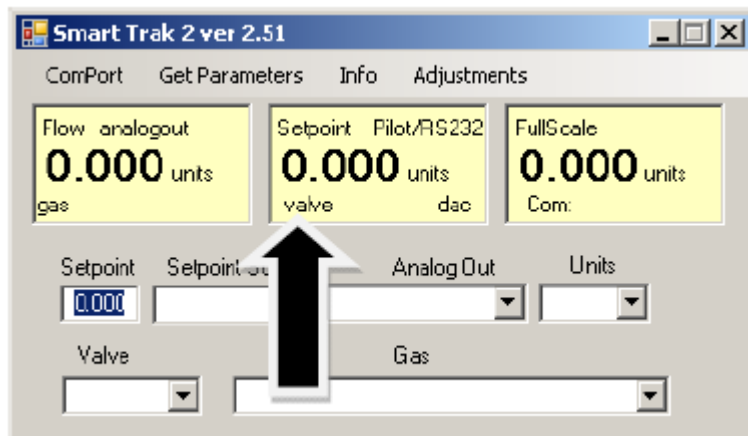 Smart Trak 2 ver 2.51
ComPort Get Parameters Info Adjustments
Flow analogout
0.000 units
gas
Setpoint Pilot/RS232
0.000 units
valve dac
FullScale
0.000 units
Com:
Setpoint Setpoint Analog Out Units
0.000
Valve Gas